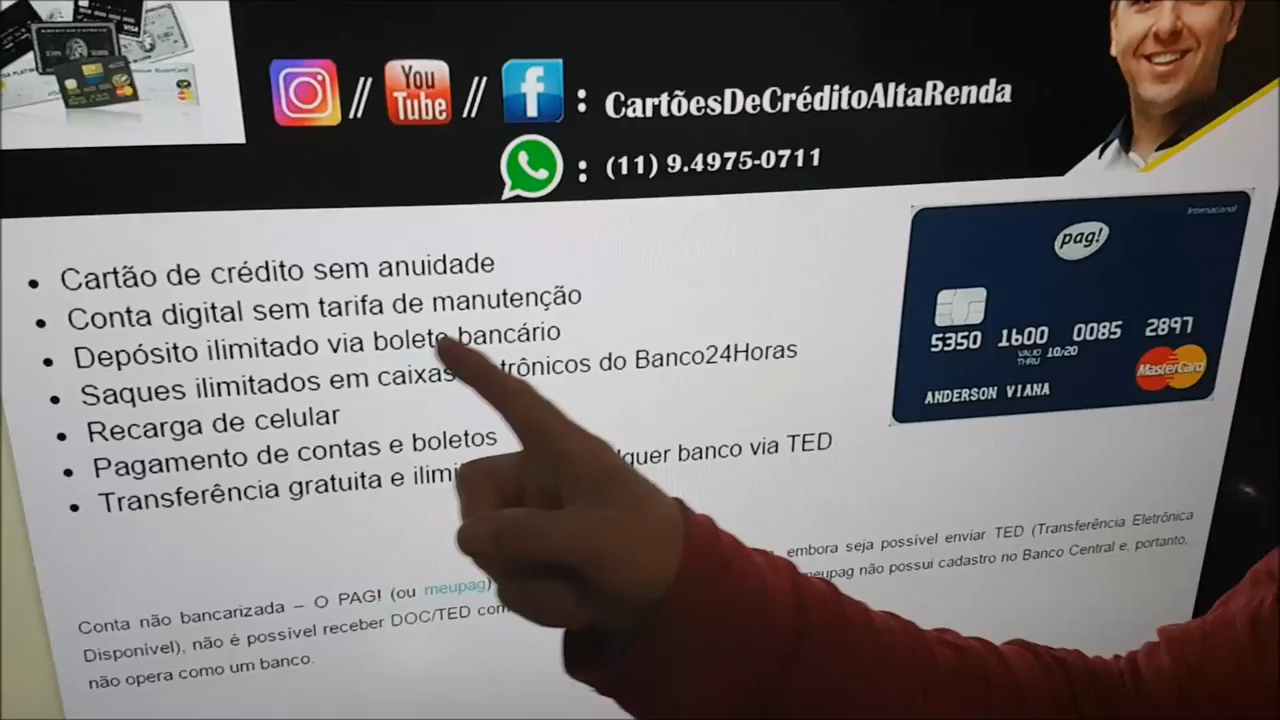 You
Tube
// // f : CartõesDeCréditoAltaRenda
: (11) 9.4975-0711
Internacional
pag!
5350 1600 0085 2897
VALID
THRU 10/20
MasterCard
ANDERSON VIANA
• Cartão de crédito sem anuidade
• Conta digital sem tarifa de manutenção
• Depósito ilimitado via boleto bancário
• Saques ilimitados em caixas trônicos do Banco24Horas
• Recarga de celular
• Pagamento de contas e boletos
• Transferência gratuita e ilimi lquer banco via TED
Conta não bancarizada – O PAG! (ou meupag) embora seja possível enviar TED (Transferência Eletrônica
Disponivel), não é possível receber DOC/TED com meupag não possui cadastro no Banco Central e, portanto,
não opera como um banco.